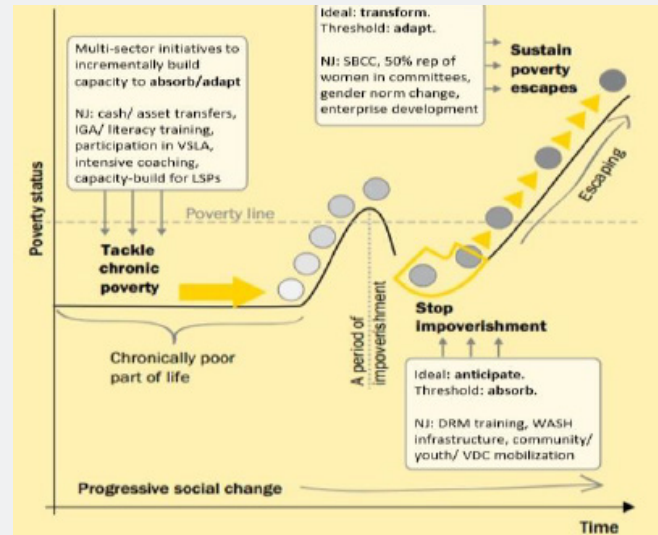 Multi-sector initiatives to
incrementally build
capacity to absorb/adapt
NJ: cash/ asset transfers,
IGA/ literacy training,
participation in VSLA,
intensive coaching,
capacity-build for LSPs
Ideal: transform.
Threshold: adapt.
NJ: SBCC, 50% rep of
women in committees,
gender norm change,
enterprise development
Sustain
poverty
escapes
Poverty status
Poverty line
Tackle
chronic
poverty
Escaping
Chronically poor
part of life
A period of
impoverishment
Stop
impoverishment
Ideal: anticipate.
Threshold: absorb.
NJ: DRM training, WASH
infrastructure, community/
youth/ VDC mobilization
Progressive social change
Time